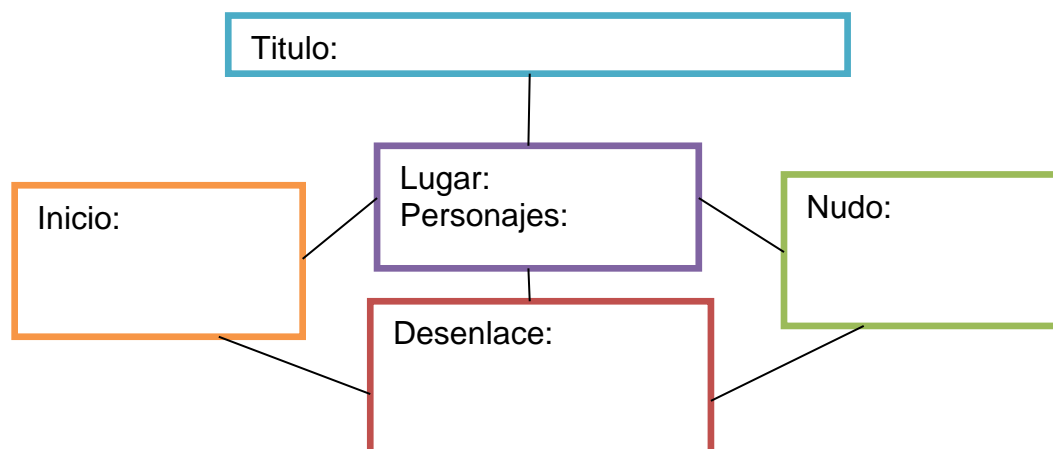 Titulo:
Lugar:
Personajes:
Inicio:
Nudo:
Desenlace: